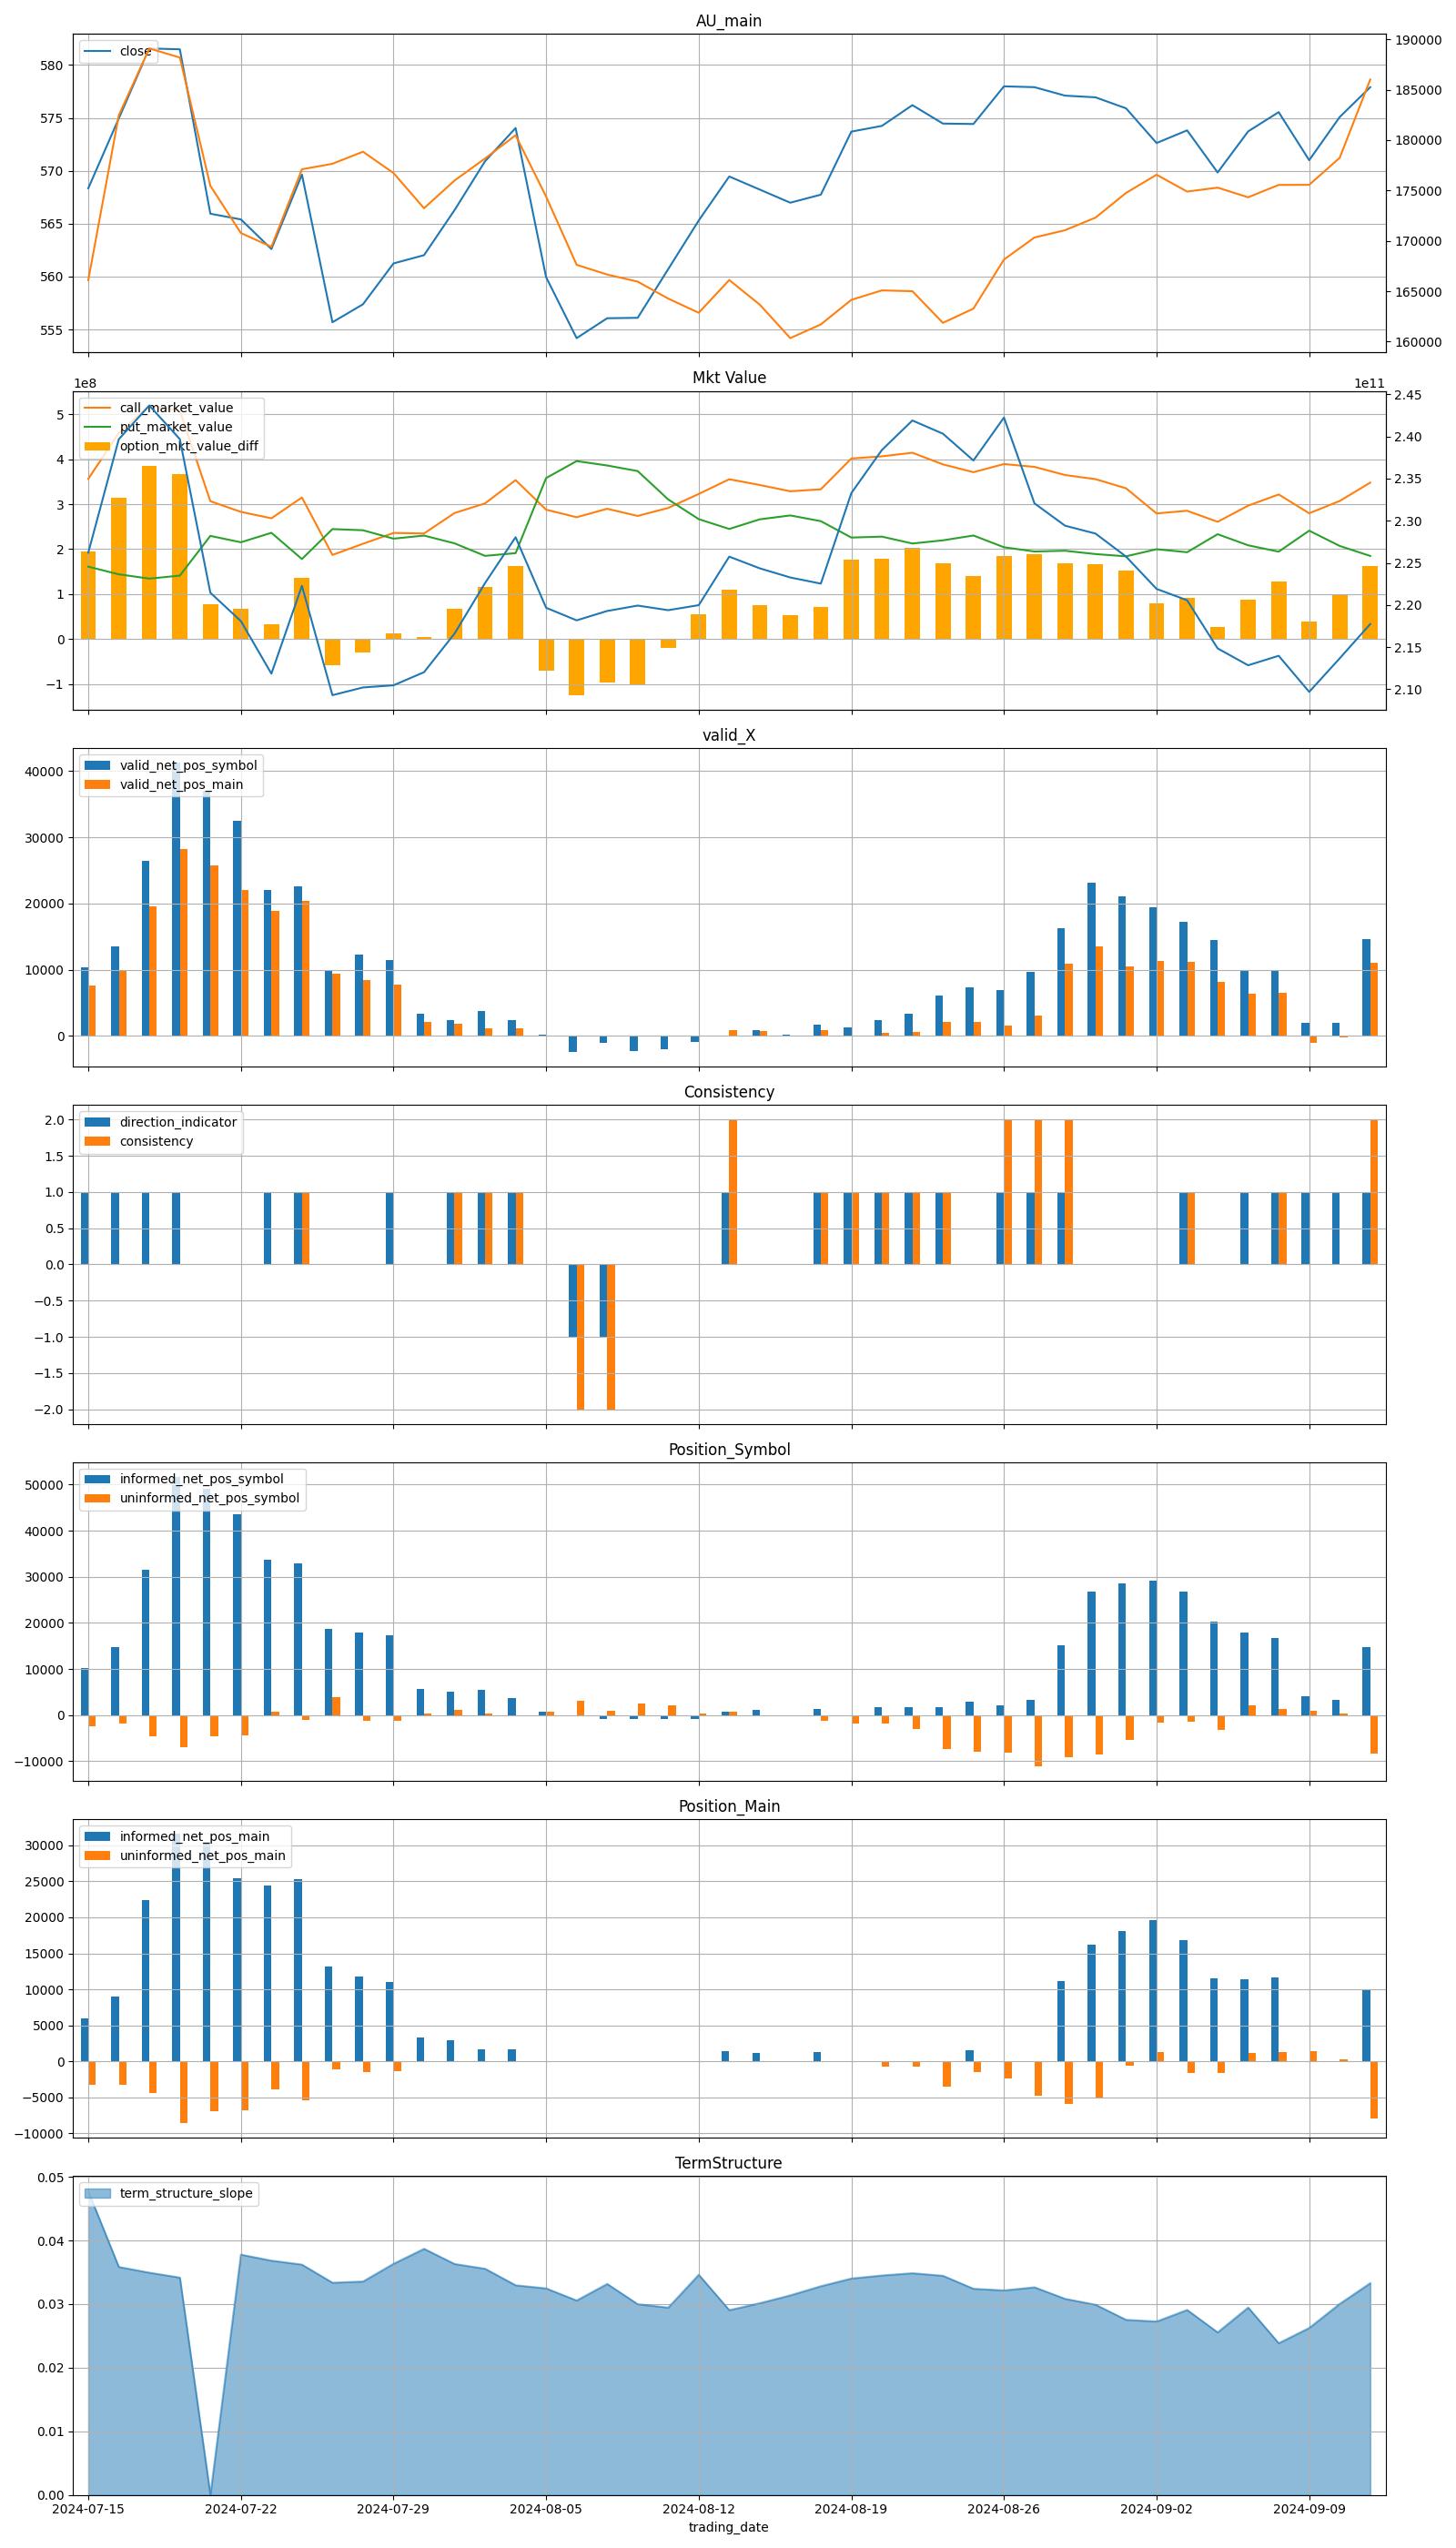 AU_main
close
580
575
570
565
560
555
190000
185000
180000
175000
170000
165000
160000
Mkt Value
1e8
1e11
call_market_value
put_market_value
option_mkt_value_diff
5
4
3
2
1
0
−1
2.45
2.40
2.35
2.30
2.25
2.20
2.15
2.10
valid_X
valid_net_pos_symbol
valid_net_pos_main
40000
30000
20000
10000
0
Consistency
direction_indicator
consistency
2.0
1.5
1.0
0.5
0.0
−0.5
−1.0
−1.5
−2.0
Position_Symbol
informed_net_pos_symbol
uninformed_net_pos_symbol
50000
40000
30000
20000
10000
0
−10000
Position_Main
informed_net_pos_main
uninformed_net_pos_main
30000
25000
20000
15000
10000
5000
0
−5000
−10000
TermStructure
term_structure_slope
0.05
0.04
0.03
0.02
0.01
0.00
2024-07-15 2024-07-22 2024-07-29 2024-08-05 2024-08-12 2024-08-19 2024-08-26 2024-09-02 2024-09-09
trading_date